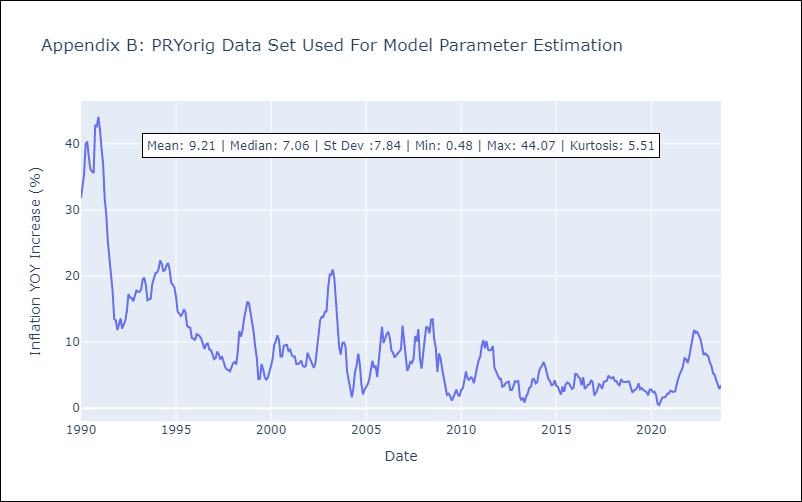 Appendix B: PRYorig Data Set Used For Model Parameter Estimation
Mean: 9.21 | Median: 7.06 | St Dev :7.84 | Min: 0.48 | Max: 44.07 | Kurtosis: 5.51
Inflation YOY Increase (%)
40
30
20
10
0
1990 1995 2000 2005 2010 2015 2020
Date